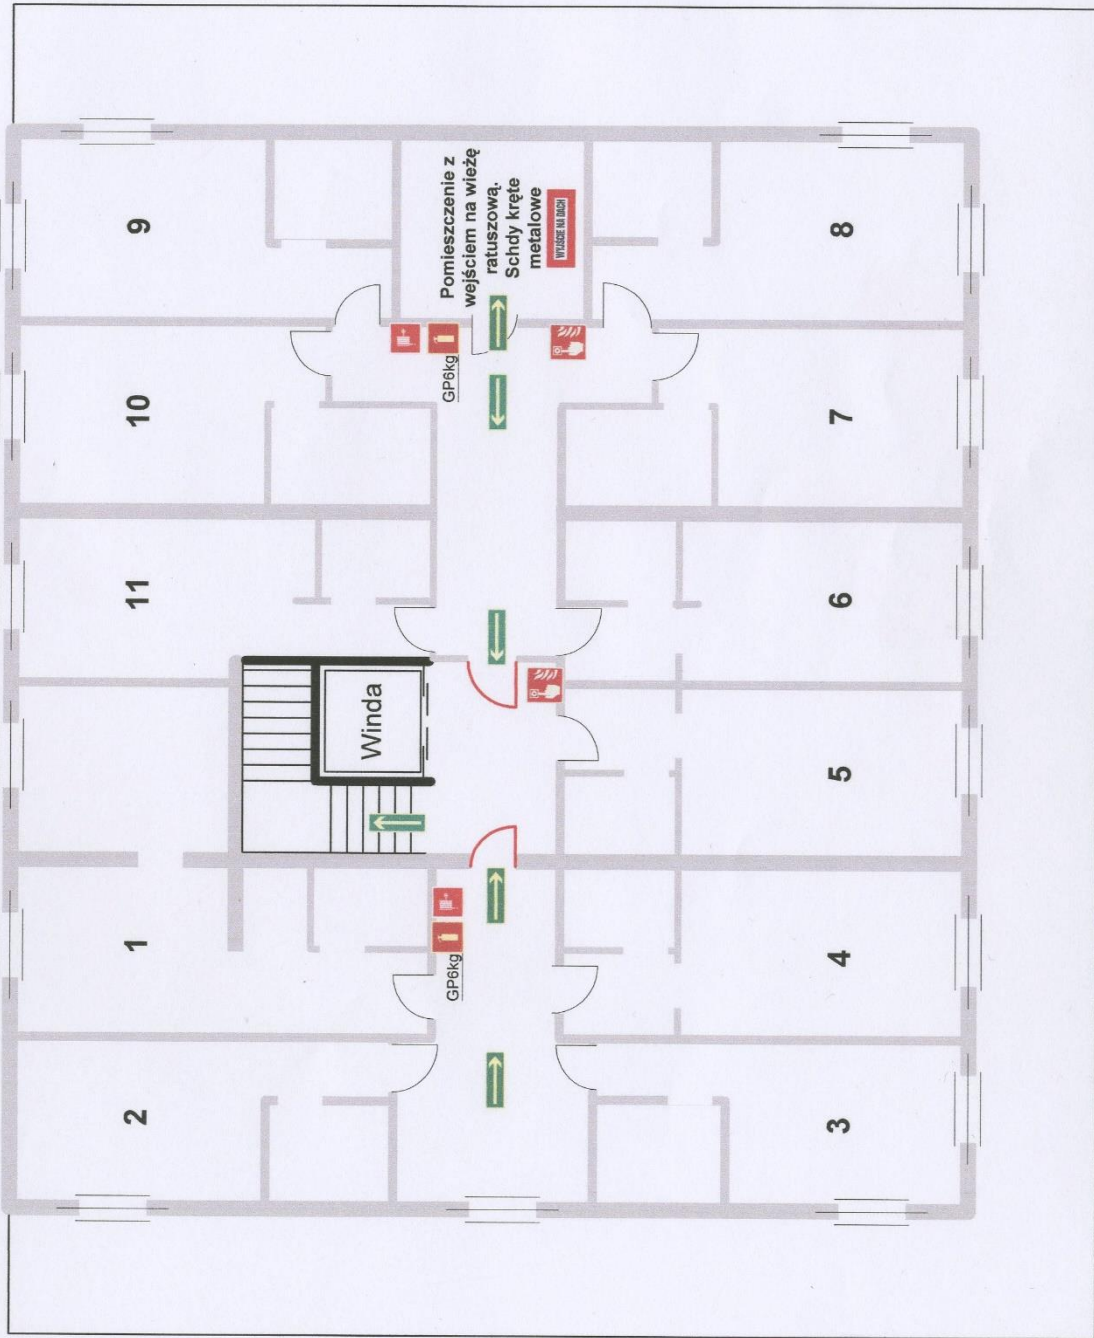 9
Pomieszczenie z
wejściem na wieżę
ratuszową.
Schdy kręte
metalowe
WYJŚCIE NA DACH
8
10
GP6kg
7
11
6
Winda
5
1
GP6kg
4
2
3